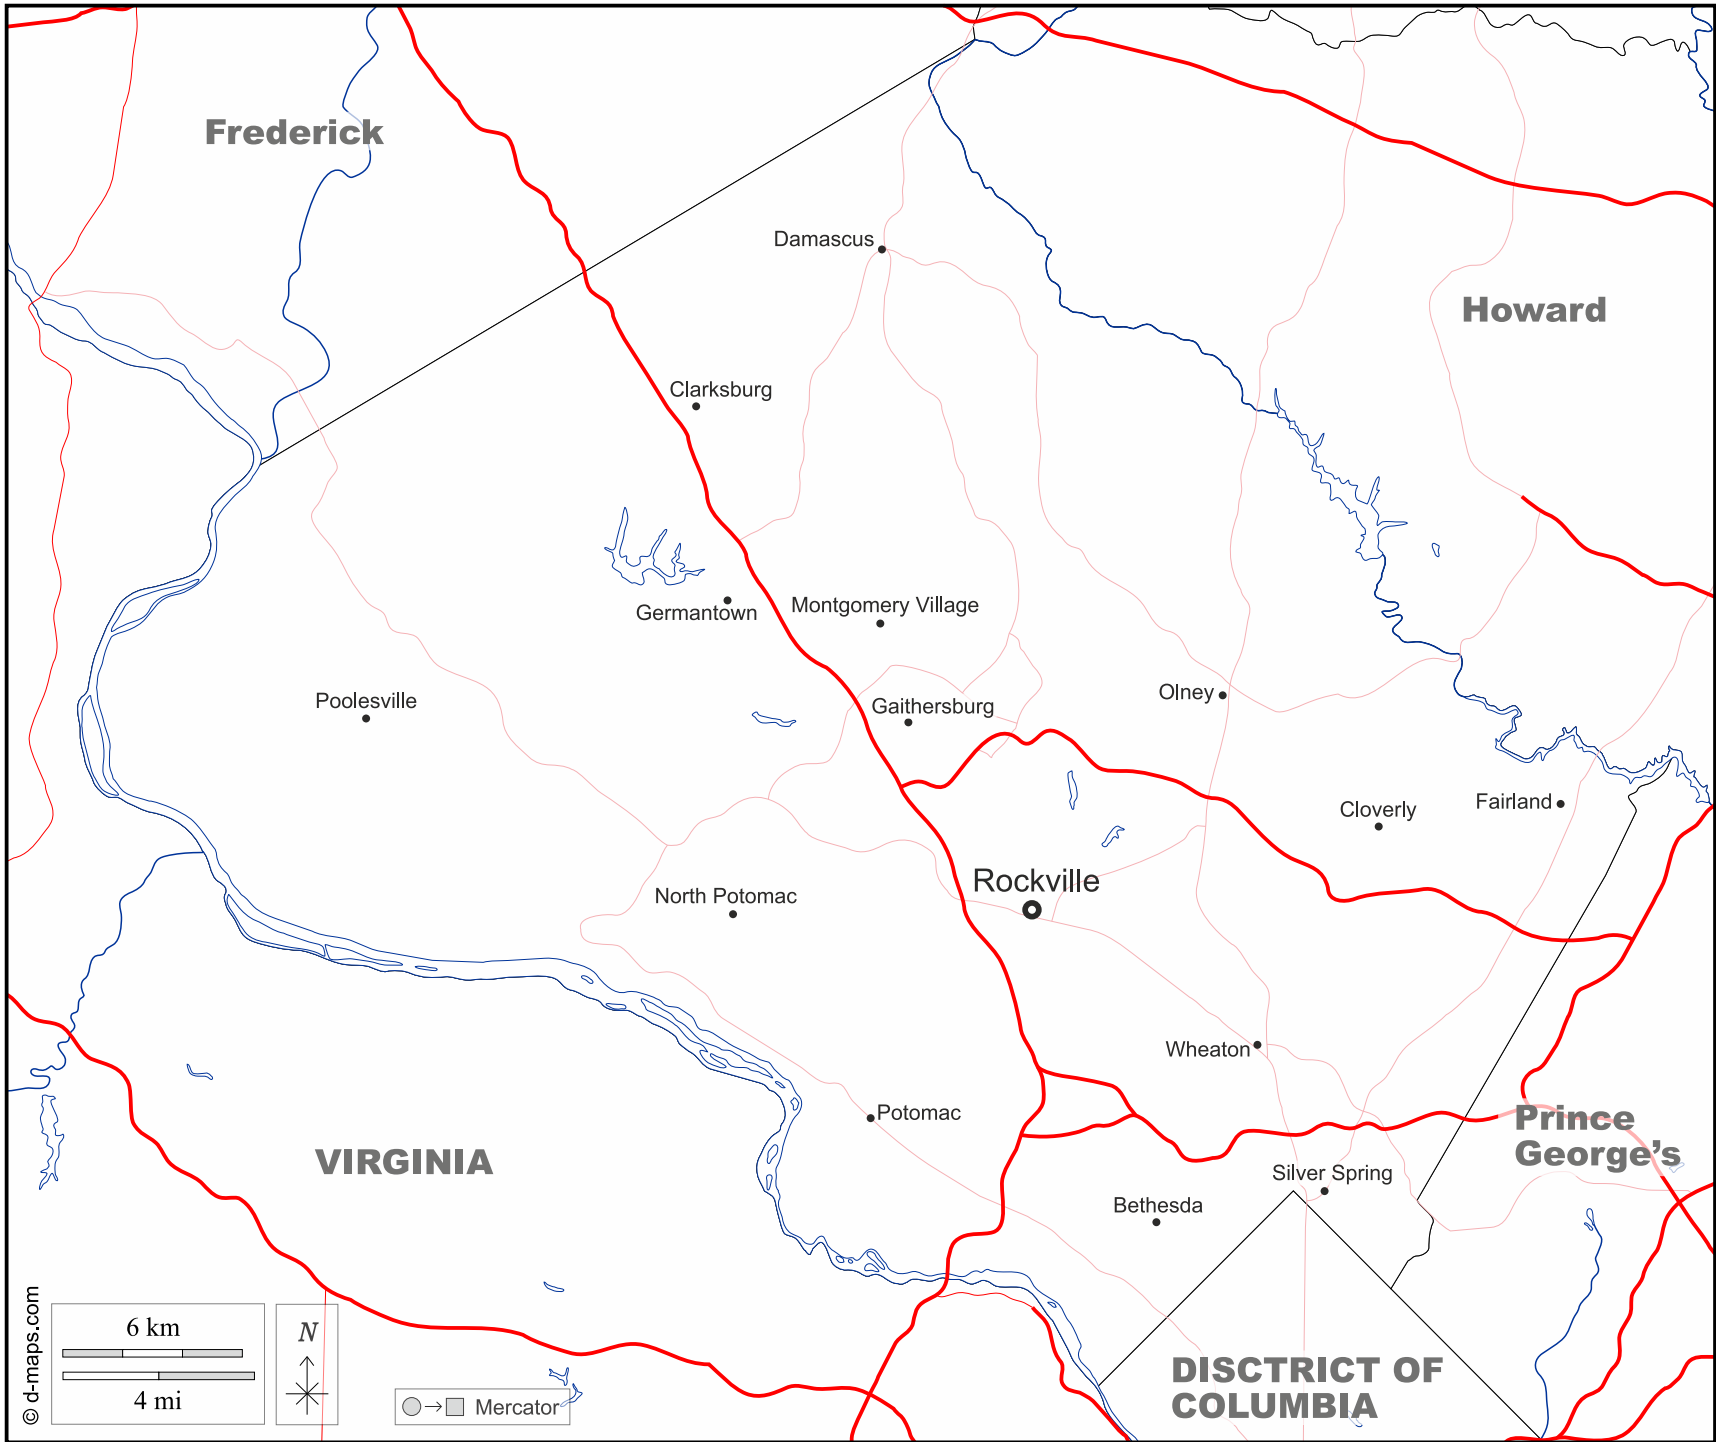 Frederick
Damascus
Howard
Clarksburg
Germantown
Montgomery Village
Poolesville
Gaithersburg
Olney
Cloverly
Fairland
Rockville
North Potomac
Wheaton
Potomac
Prince
George's
VIRGINIA
Silver Spring
Bethesda
DISCTRICT OF
COLUMBIA
6 km
4 mi
N
Mercator
© d-maps.com